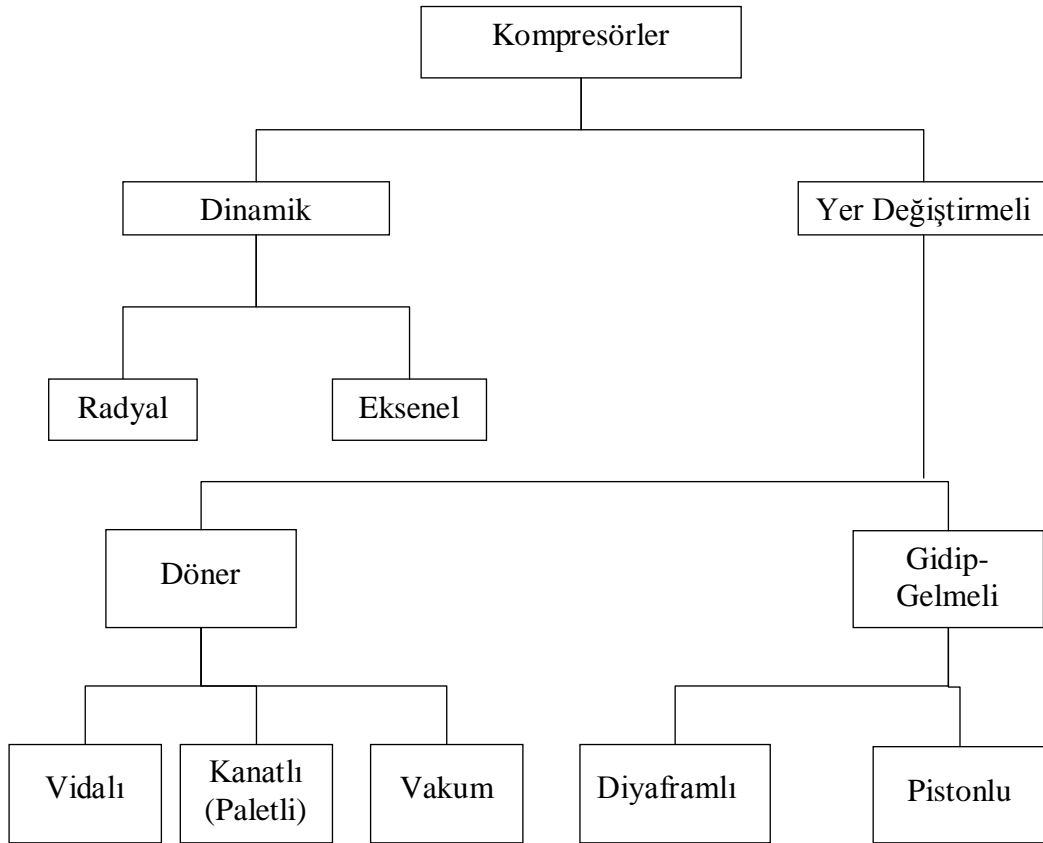 Kompresörler
Dinamik
Yer Değiştirmeli
Radyal
Eksenel
Döner
Gidip-
Gelmeli
Vidalı
Kanatlı
(Paletli)
Vakum
Diyaframlı
Pistonlu